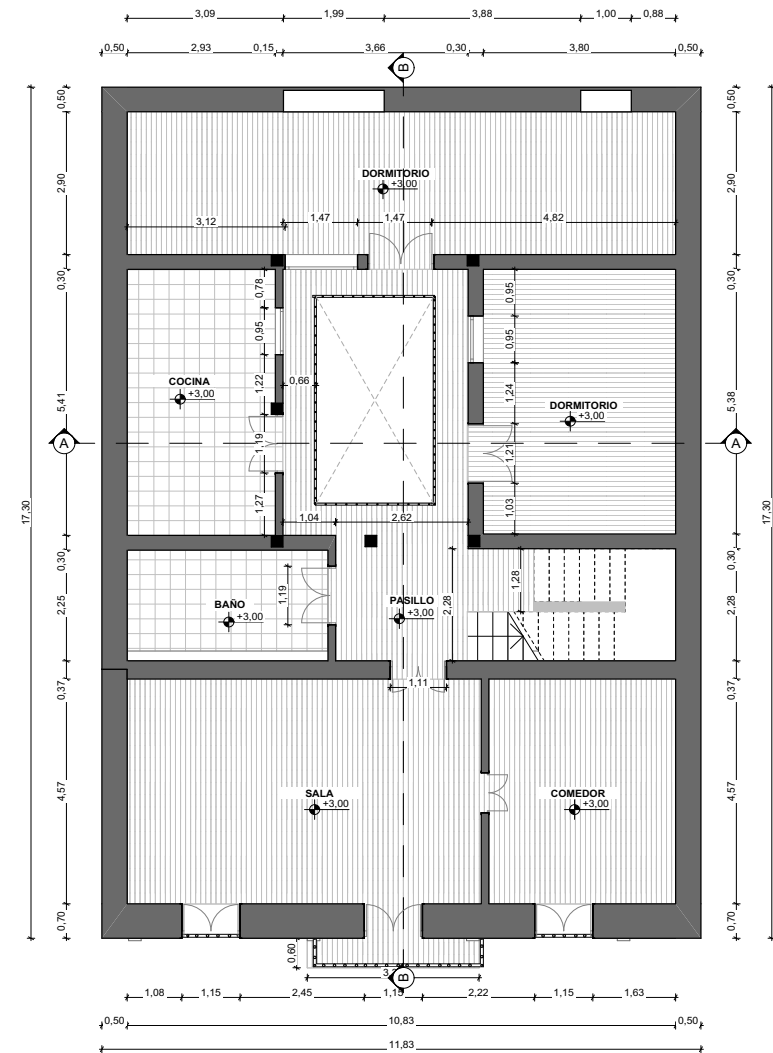 3,09 1,99 3,88 1,00 0,88
0,50 2,93 0,15 3,66 0,30 3,80 0,50
B
0,50
2,90
0,30
5,41
0,30
2,25
0,37
4,57
0,70
17,30
A
DORMITORIO
+3,00
3,12 1,47 1,47 4,82
0,78
0,95
1,22
1,19
1,27
0,66
0,95
0,95
1,24
1,21
1,03
COCINA
+3,00
DORMITORIO
+3,00
1,04 2,62
BAÑO
+3,00
1,19
PASILLO
+3,00
2,28
1,28
1,11
SALA
+3,00
COMEDOR
+3,00
0,50
2,90
0,30
5,38
0,30
2,28
0,37
4,57
0,70
17,30
A
0,60
B
1,08 1,15 2,45 1,15 2,22 1,15 1,63
0,50 10,83 0,50
11,83